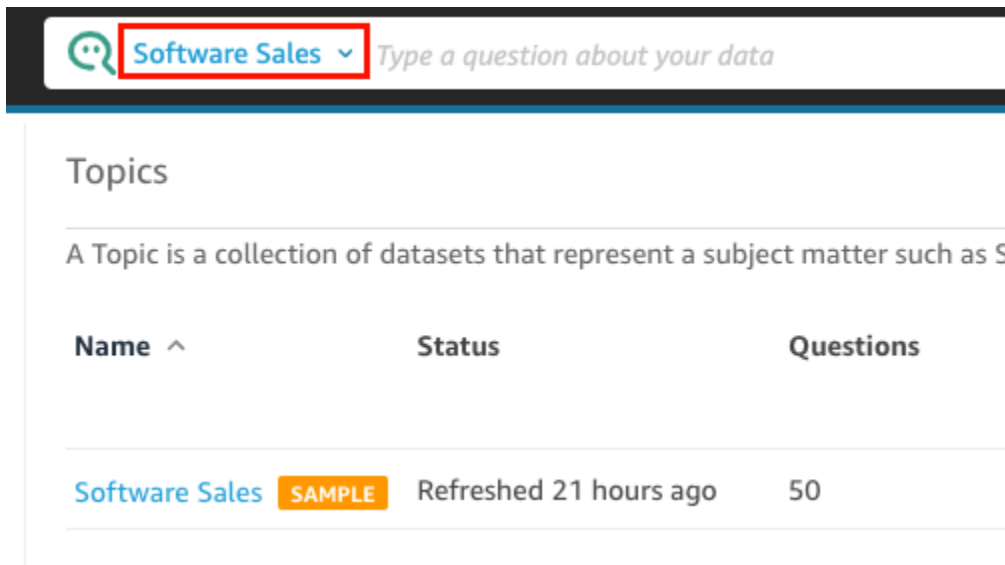 Software Sales Type a question about your data
Topics
A Topic is a collection of datasets that represent a subject matter such as
Name Status Questions
Software Sales SAMPLE Refreshed 21 hours ago 50